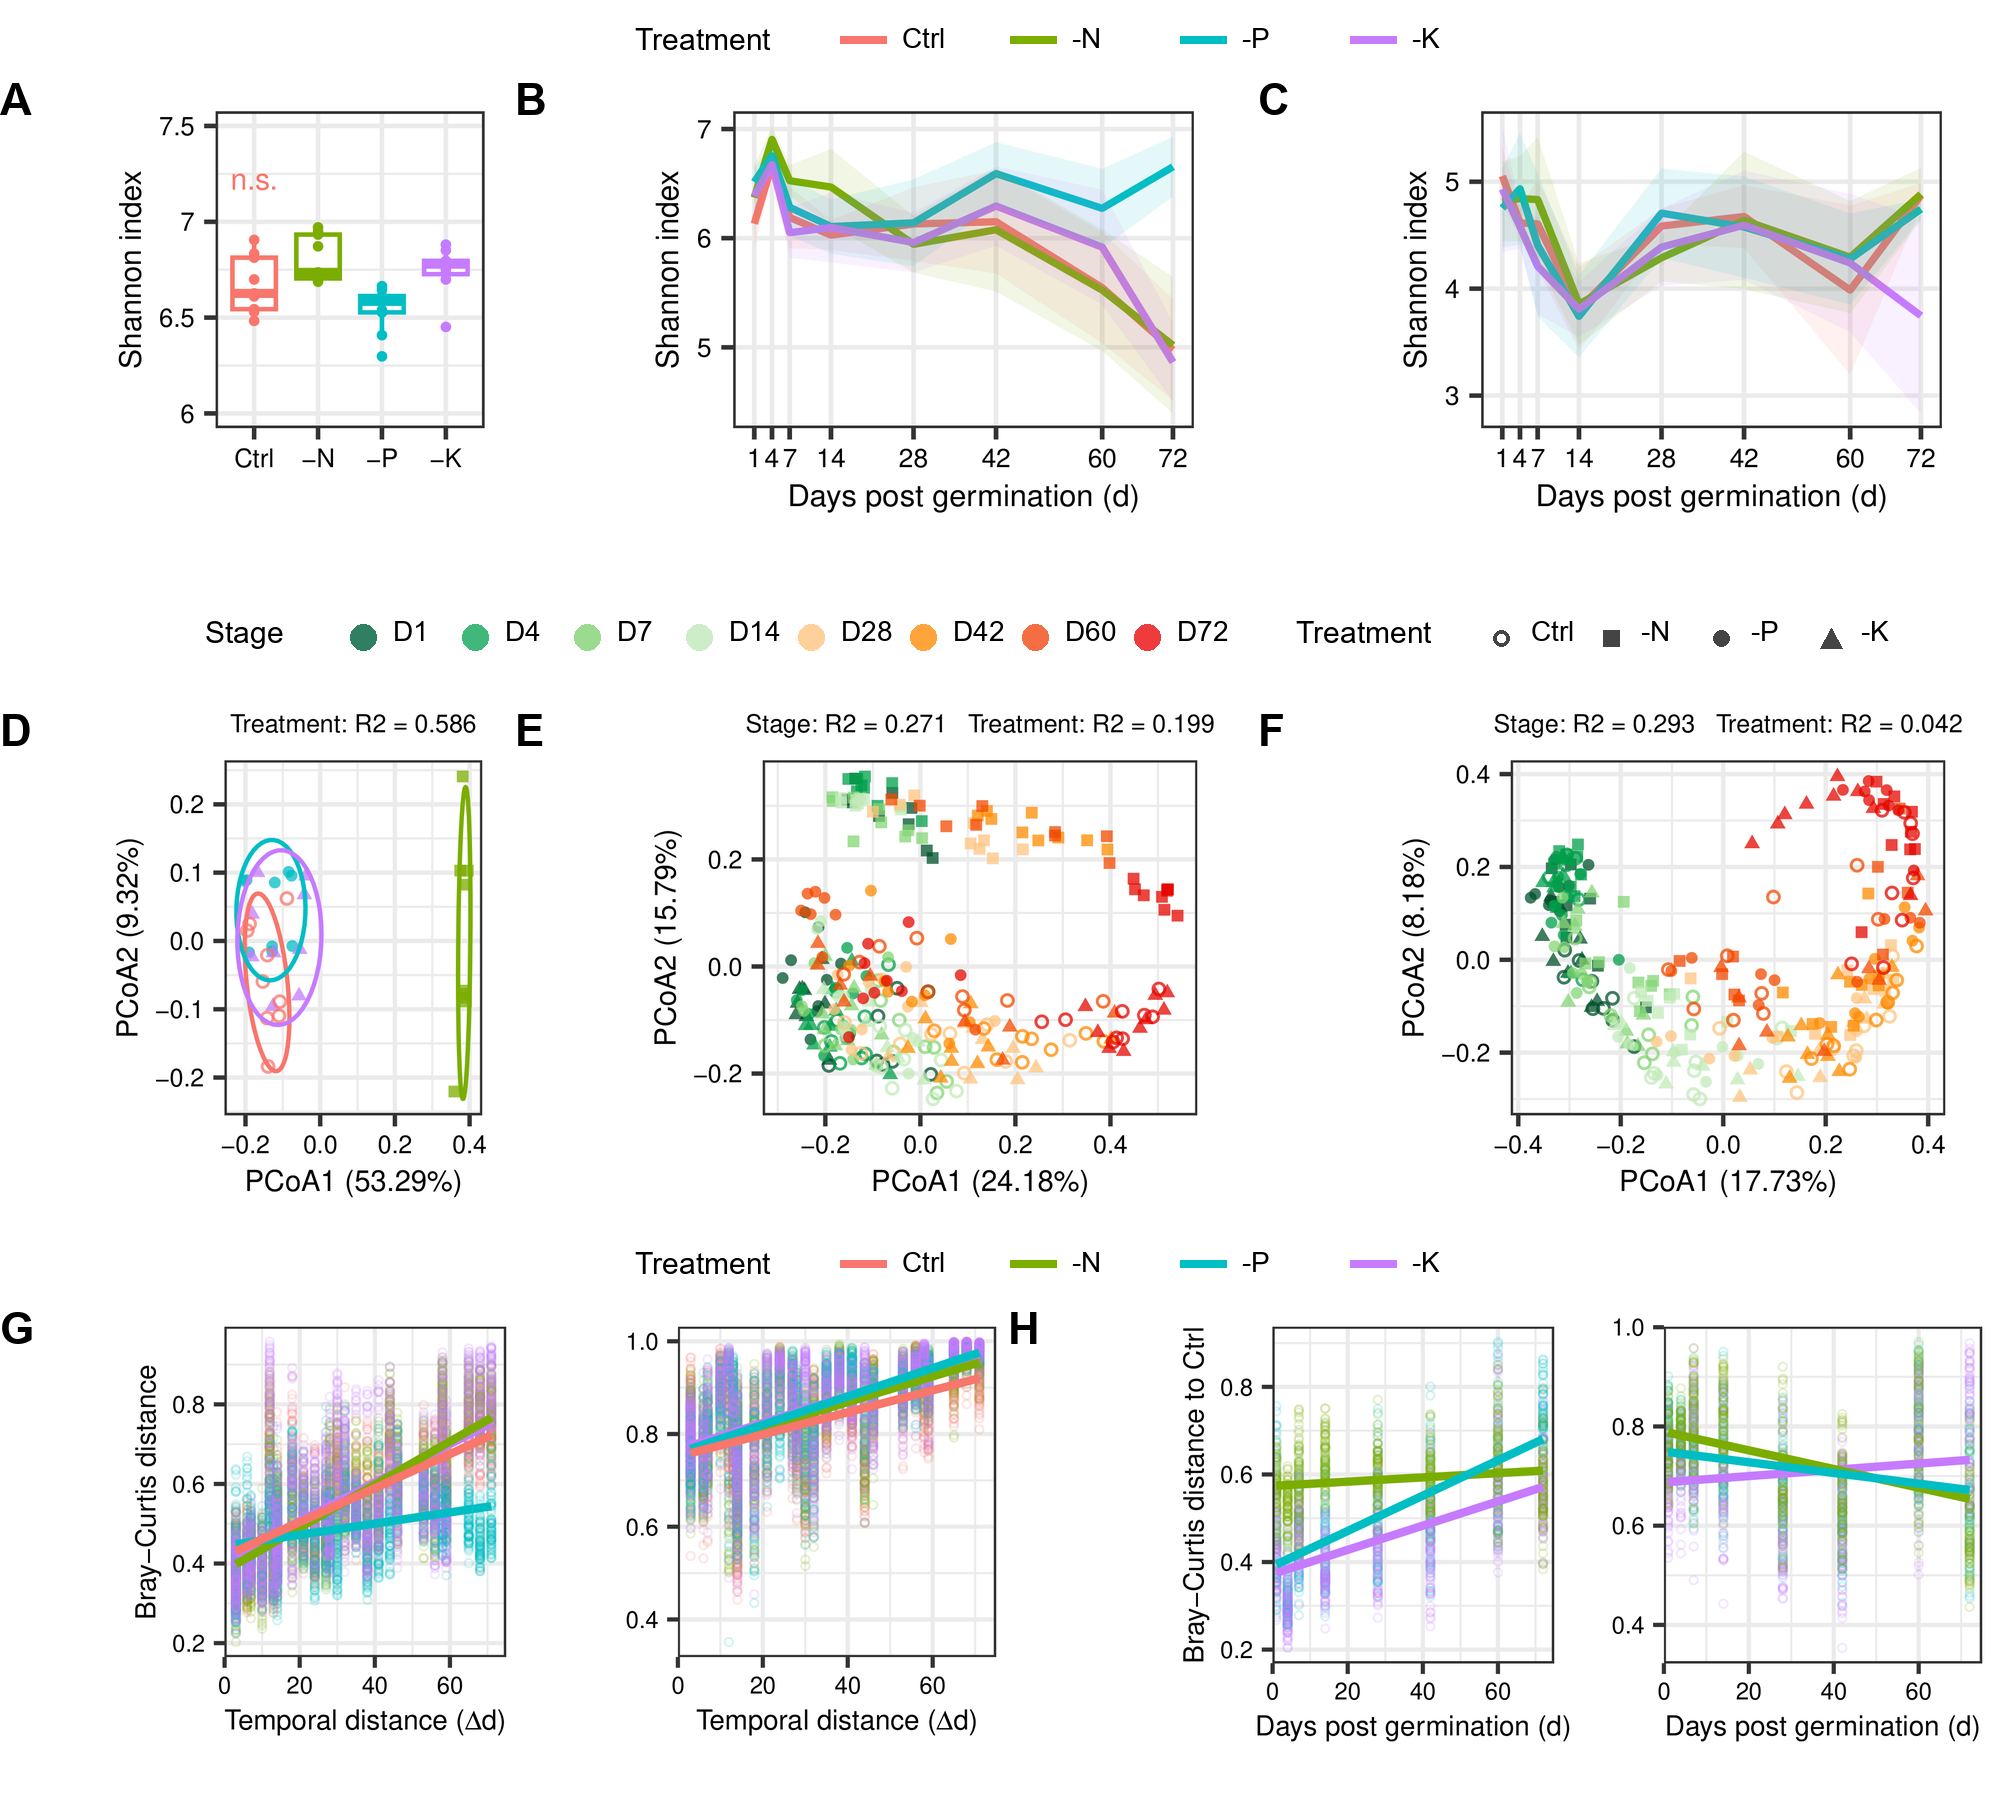 Treatment Ctrl -N -P -K
A B C
7.5
7
6.5
6
Shannon index
n.s.
Ctrl −N −P −K
7
6
5
Shannon index
1 4 7 14 28 42 60 72
Days post germination (d)
5
4
3
Shannon index
1 4 7 14 28 42 60 72
Days post germination (d)
Stage D1 D4 D7 D14 D28 D42 D60 D72 Treatment Ctrl -N -P -K
D E F
Treatment: R2 = 0.586
0.2
0.1
0.0
−0.1
−0.2
PCoA2 (9.32%)
−0.2 0.0 0.2 0.4
PCoA1 (53.29%)
Stage: R2 = 0.271 Treatment: R2 = 0.199
0.2
0.0
−0.2
PCoA2 (15.79%)
−0.2 0.0 0.2 0.4
PCoA1 (24.18%)
Stage: R2 = 0.293 Treatment: R2 = 0.042
0.4
0.2
0.0
−0.2
PCoA2 (8.18%)
−0.4 −0.2 0.0 0.2 0.4
PCoA1 (17.73%)
Treatment Ctrl -N -P -K
G H
0.8
0.6
0.4
0.2
Bray−Curtis distance
0 20 40 60
Temporal distance (Δd)
1.0
0.8
0.6
0.4
0 20 40 60
Temporal distance (Δd)
0.8
0.6
0.4
0.2
Bray−Curtis distance to Ctrl
0 20 40 60
Days post germination (d)
1.0
0.8
0.6
0.4
0 20 40 60
Days post germination (d)